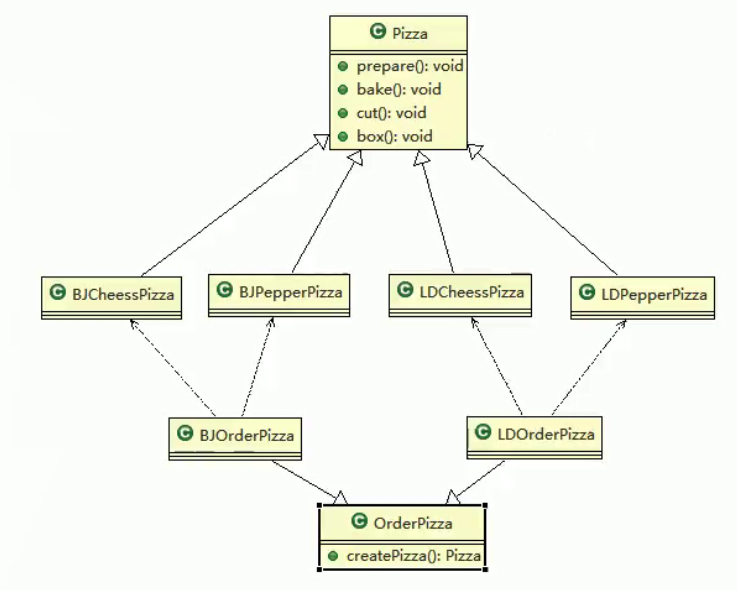 Pizza
prepare(): void
bake(): void
cut(): void
box(): void
BJCheessPizza
BJPepperPizza
LDCheessPizza
LDPepperPizza
BJOrderPizza
LDOrderPizza
OrderPizza
createPizza(): Pizza